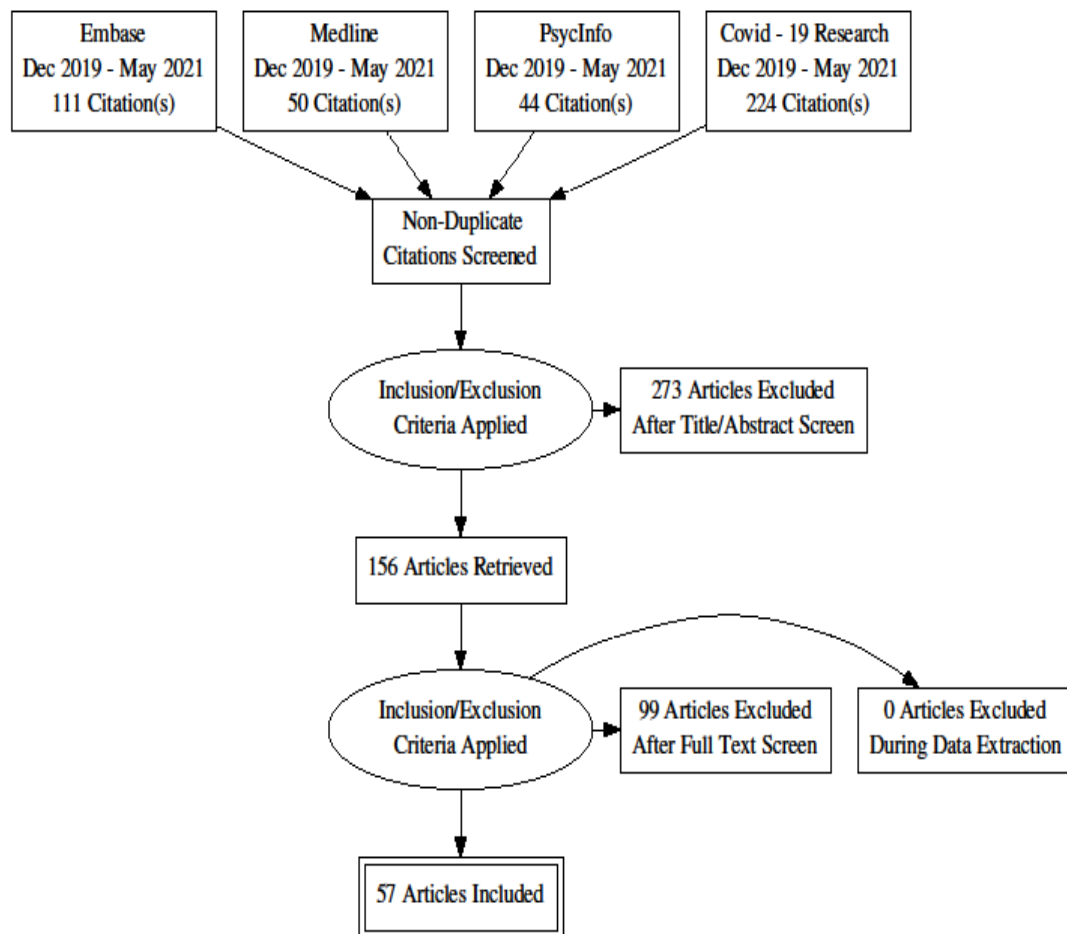 Embase
Dec 2019 - May 2021
111 Citation(s)
Medline
Dec 2019 - May 2021
50 Citation(s)
PsycInfo
Dec 2019 - May 2021
44 Citation(s)
Covid - 19 Research
Dec 2019 - May 2021
224 Citation(s)
Non-Duplicate
Citations Screened
Inclusion/Exclusion
Criteria Applied
273 Articles Excluded
After Title/Abstract Screen
156 Articles Retrieved
Inclusion/Exclusion
Criteria Applied
99 Articles Excluded
After Full Text Screen
0 Articles Excluded
During Data Extraction
57 Articles Included